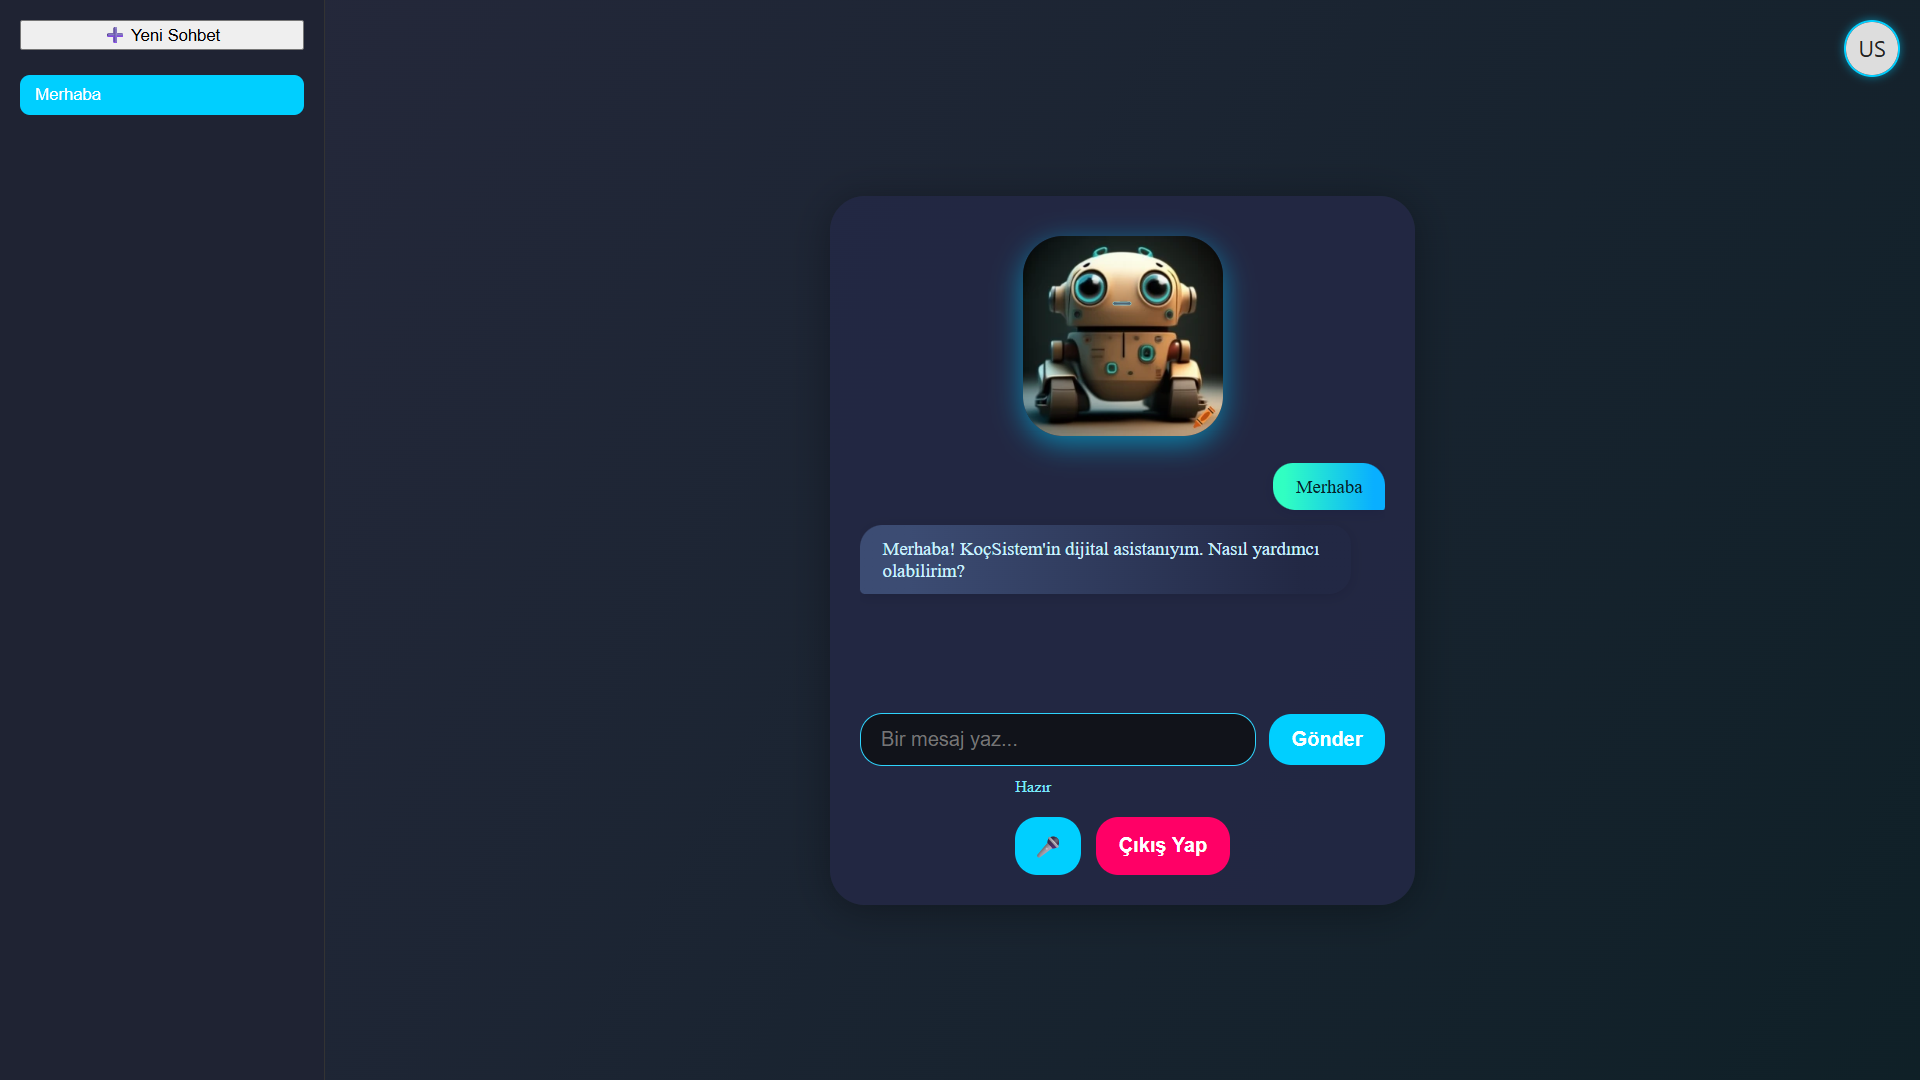 Yeni Sohbet
Merhaba
US
Merhaba
Merhaba! KoçSistem'in dijital asistanıyım. Nasıl yardımcı
olabilirim?
Bir mesaj yaz...
Gönder
Hazır
Çıkış Yap